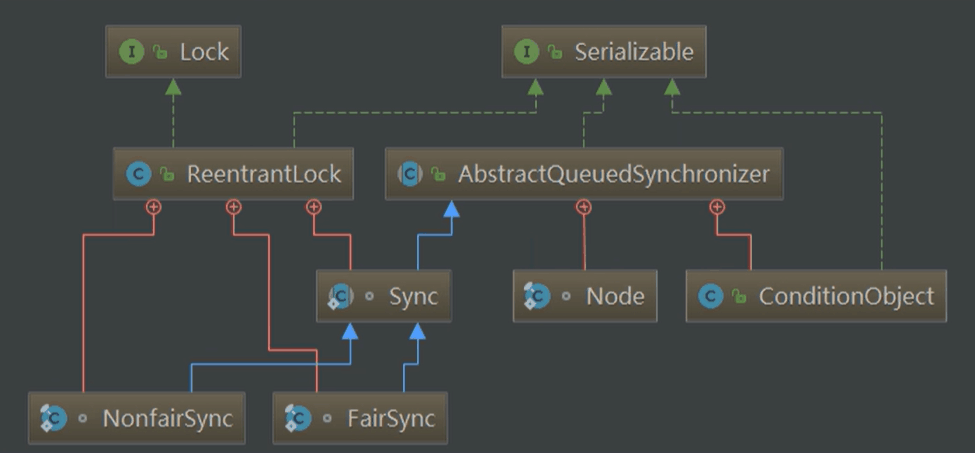 Lock
Serializable
ReentrantLock
AbstractQueuedSynchronizer
Sync
Node
ConditionObject
NonfairSync
FairSync